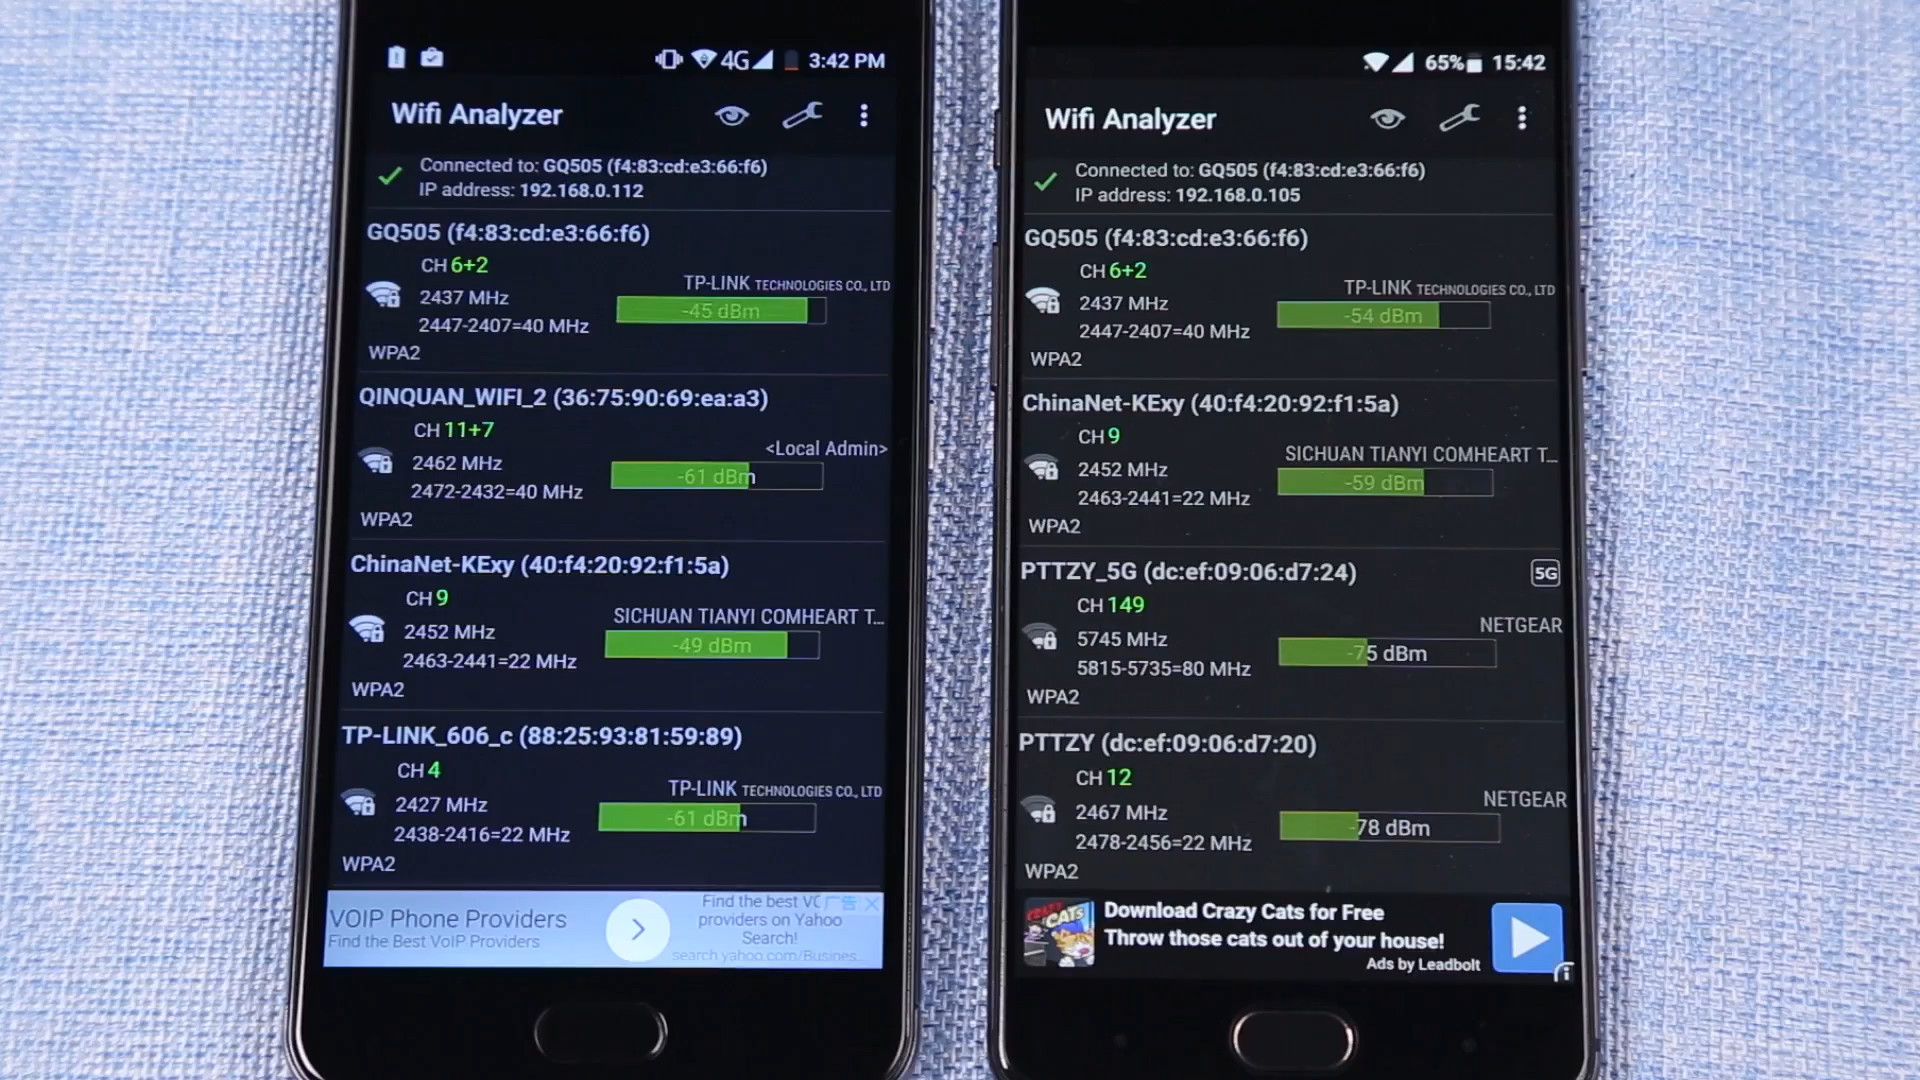 4G 3:42 PM
Wifi Analyzer
Connected to: GQ505 (f4:83:cd:e3:66:f6)
IP address: 192.168.0.112
GQ505 (f4:83:cd:e3:66:f6)
CH 6+2
TP-LINK TECHNOLOGIES CO., LTD
2437 MHz
-45 dBm
2447-2407=40 MHz
WPA2
QINQUAN_WIFI_2 (36:75:90:69:ea:a3)
CH 11+7
<Local Admin>
2462 MHz
-61 dBm
2472-2432=40 MHz
WPA2
ChinaNet-KExy (40:f4:20:92:f1:5a)
CH 9
SICHUAN TIANYI COMHEART T...
2452 MHz
-49 dBm
2463-2441=22 MHz
WPA2
TP-LINK_606_c (88:25:93:81:59:89)
CH 4
TP-LINK TECHNOLOGIES CO., LTD
2427 MHz
-61 dBm
2438-2416=22 MHz
WPA2
VOIP Phone Providers
Find the Best VoIP Providers
Find the best VC 广告
providers on Yahoo
Search!
search.yahoo.com/Busines...
65% 15:42
Wifi Analyzer
Connected to: GQ505 (f4:83:cd:e3:66:f6)
IP address: 192.168.0.105
GQ505 (f4:83:cd:e3:66:f6)
CH 6+2
TP-LINK TECHNOLOGIES CO., LTD
2437 MHz
-54 dBm
2447-2407=40 MHz
WPA2
ChinaNet-KExy (40:f4:20:92:f1:5a)
CH 9
SICHUAN TIANYI COMHEART T...
2452 MHz
-59 dBm
2463-2441=22 MHz
WPA2
PTTZY_5G (dc:ef:09:06:d7:24) 5G
CH 149
NETGEAR
5745 MHz
-75 dBm
5815-5735=80 MHz
WPA2
PTTZY (dc:ef:09:06:d7:20)
CH 12
NETGEAR
2467 MHz
-78 dBm
2478-2456=22 MHz
WPA2
CRAZY CATS
Download Crazy Cats for Free
Throw those cats out of your house!
Ads by Leadbolt